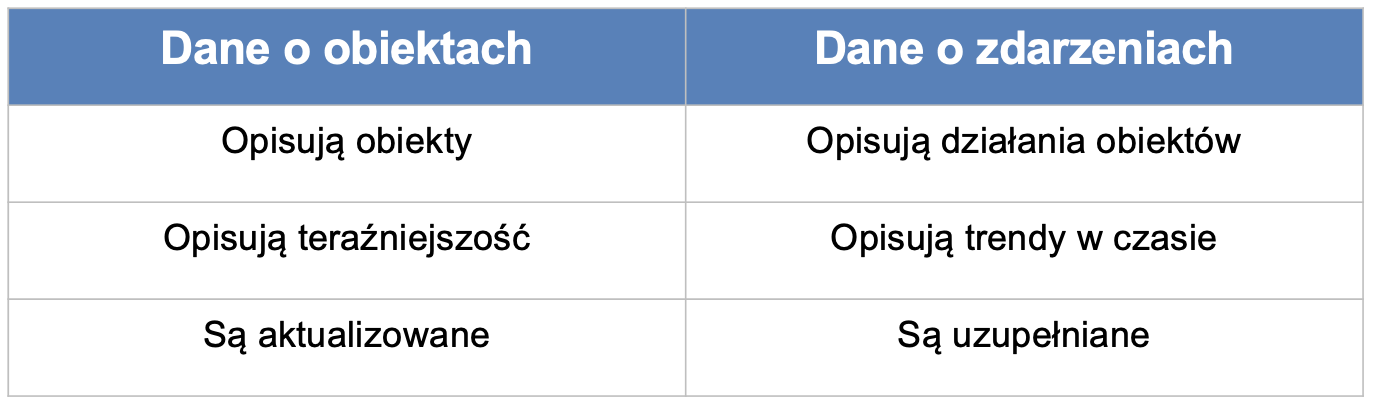 Dane o obiektach
Dane o zdarzeniach
Opisują obiekty
Opisują działania obiektów
Opisują teraźniejszość
Opisują trendy w czasie
Są aktualizowane
Są uzupełniane